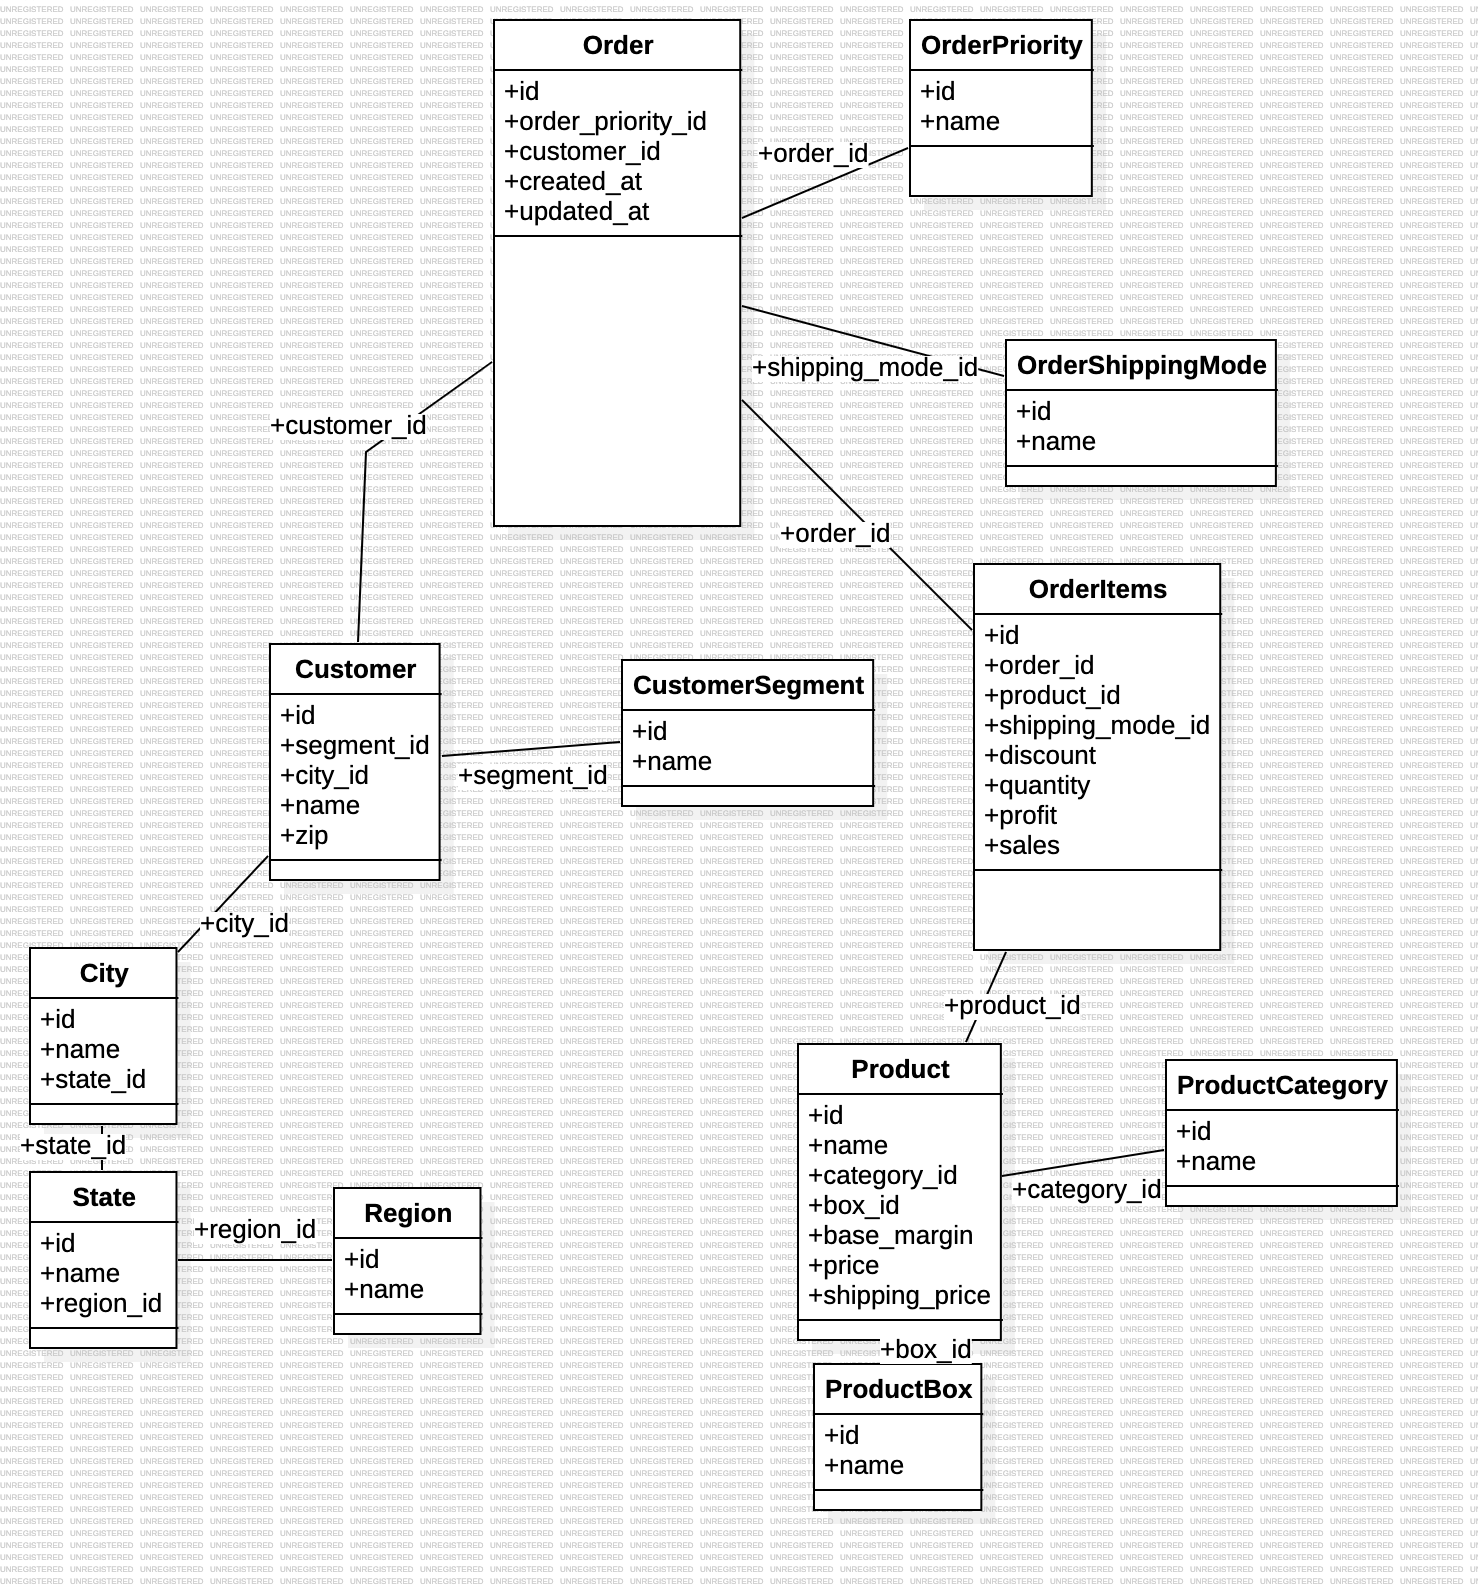 Order
+id
+order_priority_id
+customer_id
+created_at
+updated_at
OrderPriority
+id
+name
+order_id
+shipping_mode_id
OrderShippingMode
+id
+name
+customer_id
+order_id
OrderItems
+id
+order_id
+product_id
+shipping_mode_id
+discount
+quantity
+profit
+sales
Customer
+id
+segment_id
+city_id
+name
+zip
+segment_id
CustomerSegment
+id
+name
+city_id
City
+id
+name
+state_id
+state_id
State
+id
+name
+region_id
+region_id
Region
+id
+name
+product_id
Product
+id
+name
+category_id
+box_id
+base_margin
+price
+shipping_price
+category_id
ProductCategory
+id
+name
+box_id
ProductBox
+id
+name
UNREGISTERED